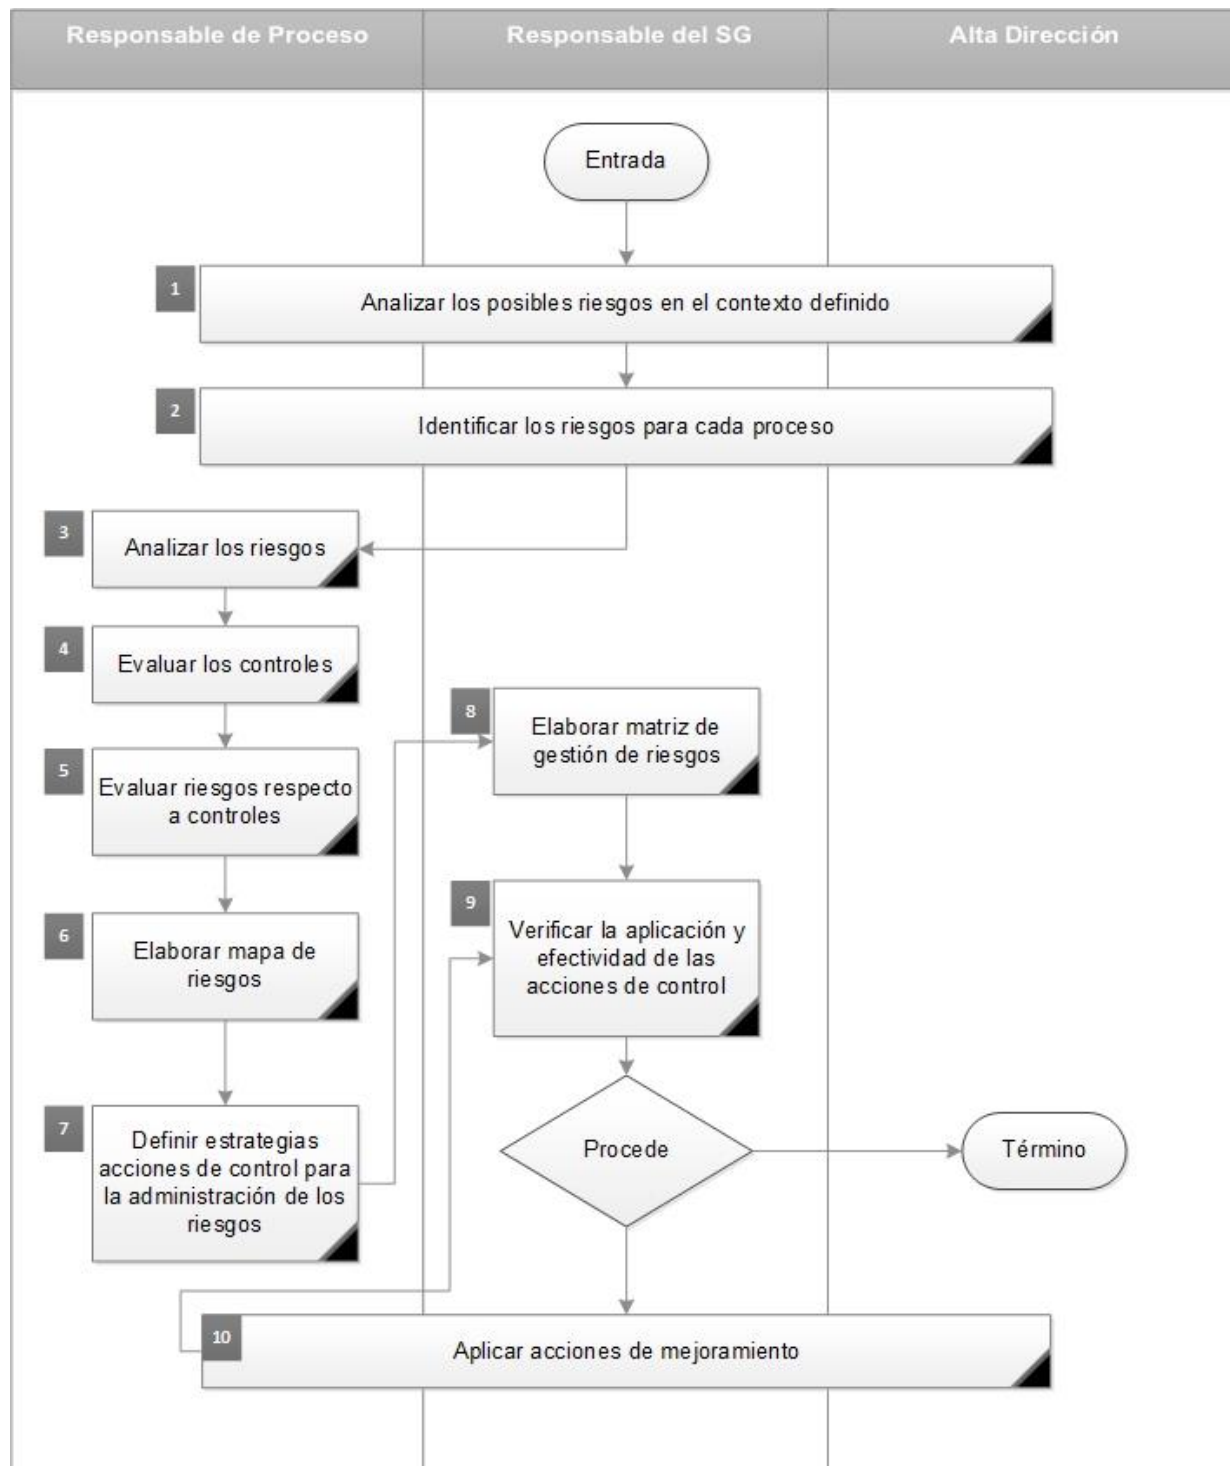 Responsable de Proceso
Responsable del SG
Alta Dirección
Entrada
1
Analizar los posibles riesgos en el contexto definido
2
Identificar los riesgos para cada proceso
3
Analizar los riesgos
4
Evaluar los controles
5
Evaluar riesgos respecto
a controles
6
Elaborar mapa de
riesgos
7
Definir estrategias
acciones de control para
la administración de los
riesgos
8
Elaborar matriz de
gestión de riesgos
9
Verificar la aplicación y
efectividad de las
acciones de control
Procede
Término
10
Aplicar acciones de mejoramiento